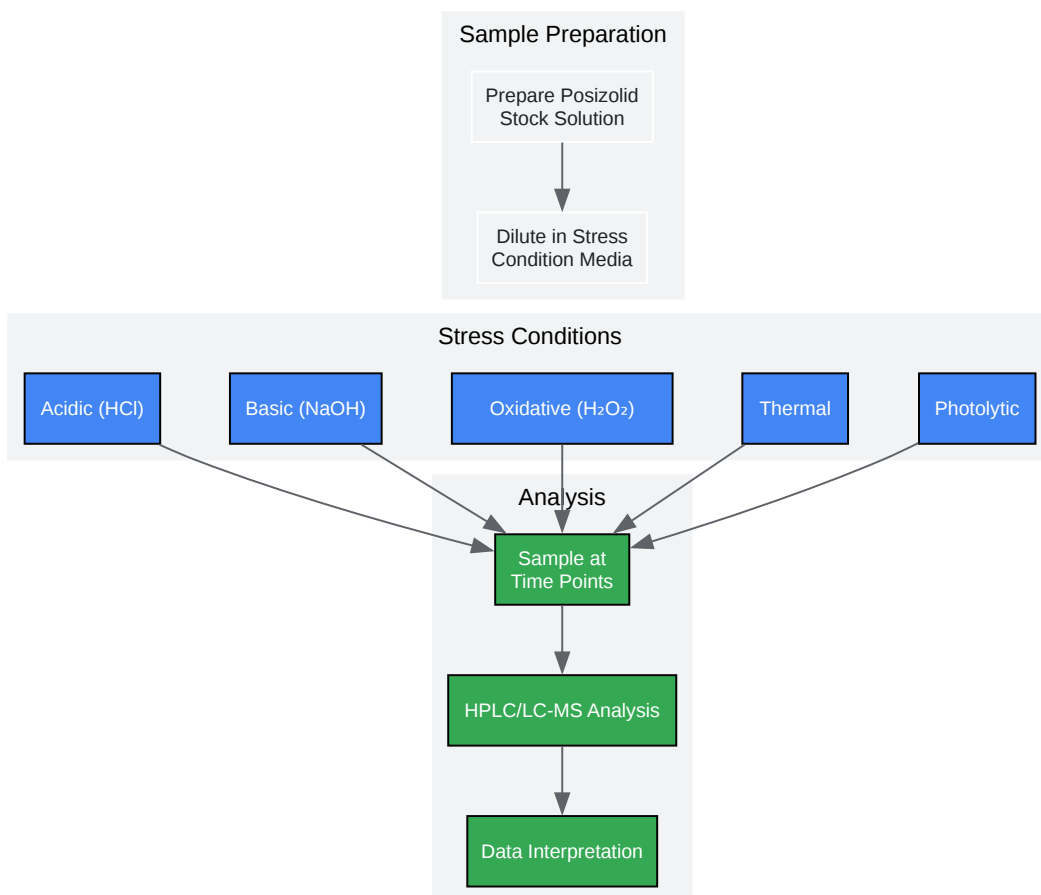 Sample Preparation
Prepare Posizolid
Stock Solution
Dilute in Stress
Condition Media
Stress Conditions
Acidic (HCl)
Basic (NaOH)
Oxidative (H₂O₂)
Thermal
Photolytic
Analysis
Sample at
Time Points
HPLC/LC-MS Analysis
Data Interpretation